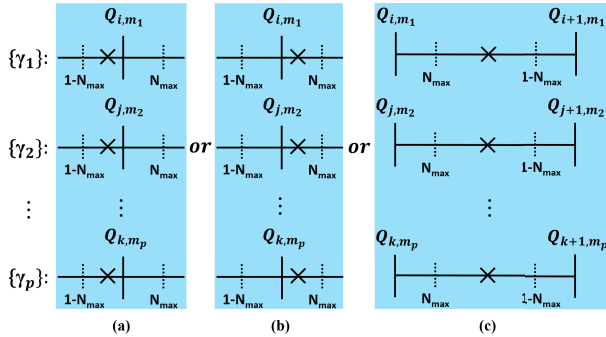 Q_{i,m_1} Q_{i,m_1} Q_{i,m_1} Q_{i+1,m_1}
{γ_1}:
1-N_max N_max 1-N_max N_max N_max 1-N_max
Q_{j,m_2} Q_{j,m_2} Q_{j,m_2} Q_{j+1,m_2}
{γ_2}: or or
1-N_max N_max 1-N_max N_max N_max 1-N_max
⋮ ⋮ ⋮ ⋮
Q_{k,m_p} Q_{k,m_p} Q_{k,m_p} Q_{k+1,m_p}
{γ_p}:
1-N_max N_max 1-N_max N_max N_max 1-N_max
(a) (b) (c)